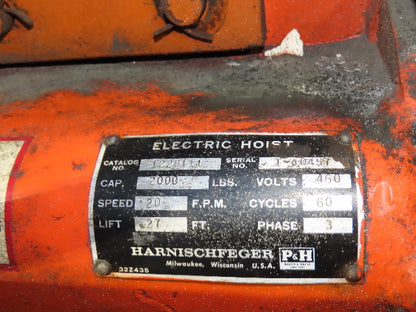 ELECTRIC HOIST
CATALOG NO. SERIAL NO.
CAP. 2000 LBS. VOLTS 460
SPEED 20 F.P.M. CYCLES 60
LIFT 27 FT. PHASE 3
HARNISCHFEGER P&H
Milwaukee, Wisconsin U.S.A.
32Z435